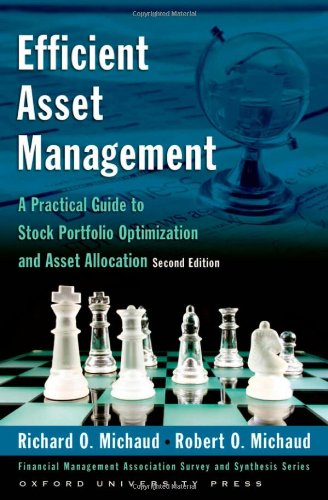 Efficient
Asset
Management
A Practical Guide to
Stock Portfolio Optimization
and Asset Allocation Second Edition
Richard O. Michaud · Robert O. Michaud
Financial Management Association Survey and Synthesis Series
OXFORD UNIVERSITY PRESS